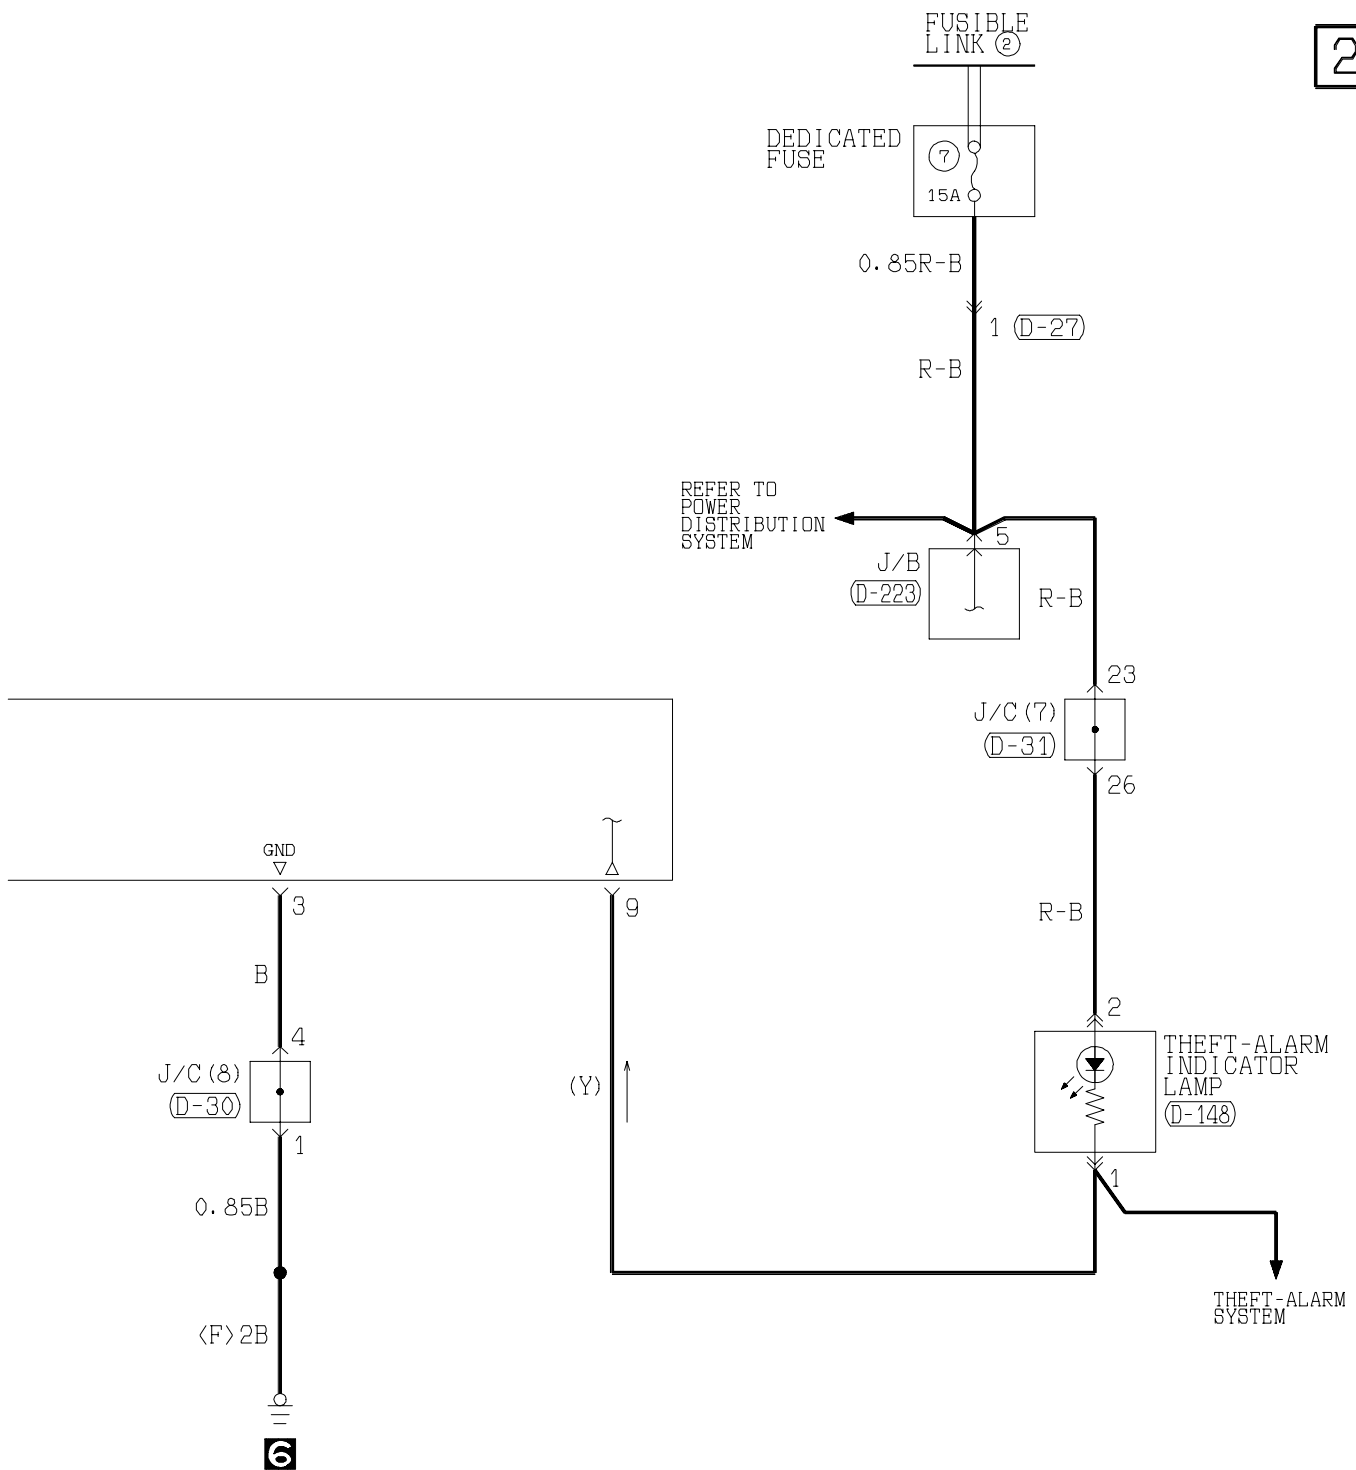 FUSIBLE
LINK ②
2
DEDICATED
FUSE
7
15A
0.85R-B
1 (D-27)
R-B
REFER TO
POWER
DISTRIBUTION
SYSTEM
5
J/B
(D-223)
R-B
23
J/C(7)
(D-31)
26
GND
3
9
R-B
B
2
4
THEFT-ALARM
INDICATOR
LAMP
(D-148)
J/C(8)
(D-30)
(Y)
1
1
0.85B
THEFT-ALARM
SYSTEM
<F>2B
6